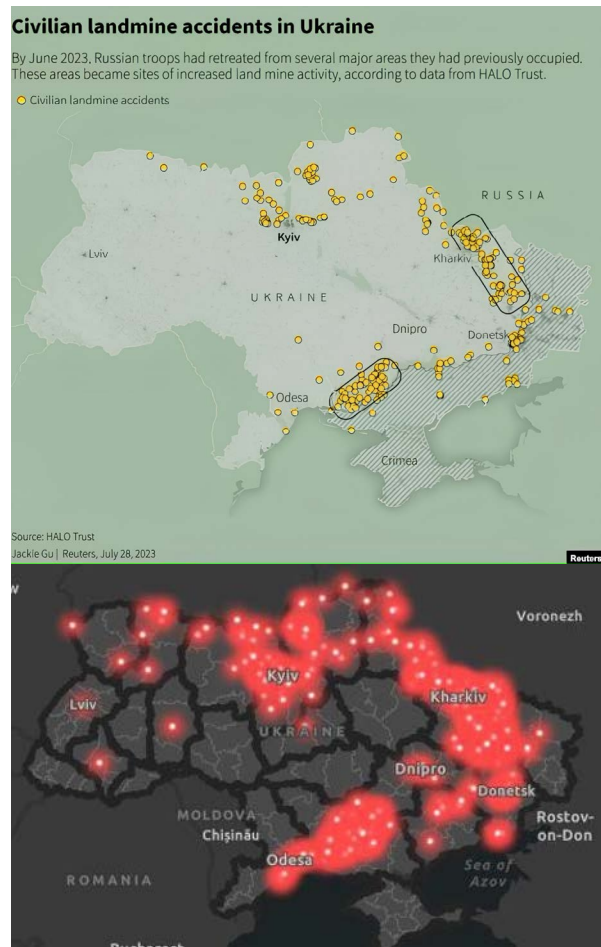 Civilian landmine accidents in Ukraine
By June 2023, Russian troops had retreated from several major areas they had previously occupied.
These areas became sites of increased land mine activity, according to data from HALO Trust.
Civilian landmine accidents
RUSSIA
Kyiv
Lviv
Kharkiv
UKRAINE
Dnipro
Donetsk
Odesa
Crimea
Source: HALO Trust
Jackie Gu | Reuters, July 28, 2023
Reuters
w
Voronezh
Kyiv
Lviv
Kharkiv
UKRAINE
Dnipro
Donetsk
MOLDOVA
Chișinău
Rostov-
on-Don
Odesa
Sea of
Azov
ROMANIA